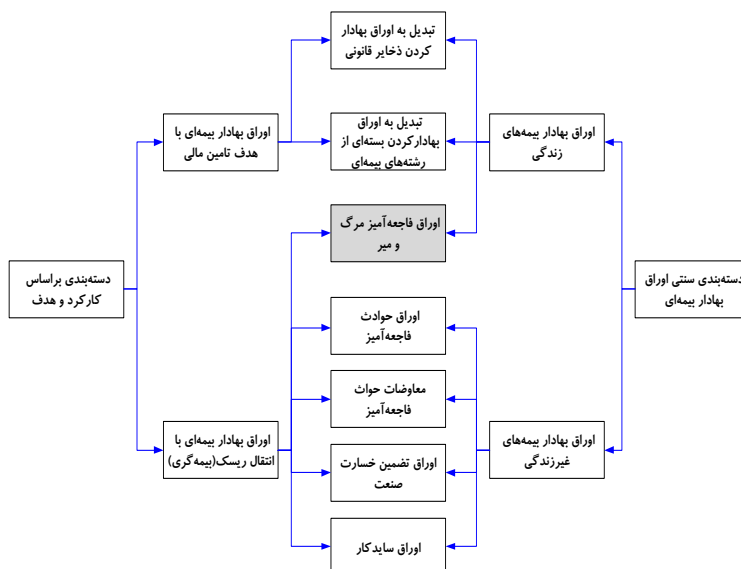 تبدیل به اوراق بهادار
کردن ذخایر قانونی
اوراق بهادار بیمه‌های
زندگی
تبدیل به اوراق
بهادارکردن بسته‌ای از
رشته‌های بیمه‌ای
اوراق بهادار بیمه‌ای با
هدف تامین مالی
اوراق فاجعه‌آمیز مرگ
و میر
دسته‌بندی سنتی اوراق
بهادار بیمه‌ای
دسته‌بندی براساس
کارکرد و هدف
اوراق حوادث
فاجعه‌آمیز
معاوضات حواث
فاجعه‌آمیز
اوراق بهادار بیمه‌های
غیرزندگی
اوراق تضمین خسارت
صنعت
اوراق بهادار بیمه‌ای با
انتقال ریسک(بیمه‌گری)
اوراق سایدکار